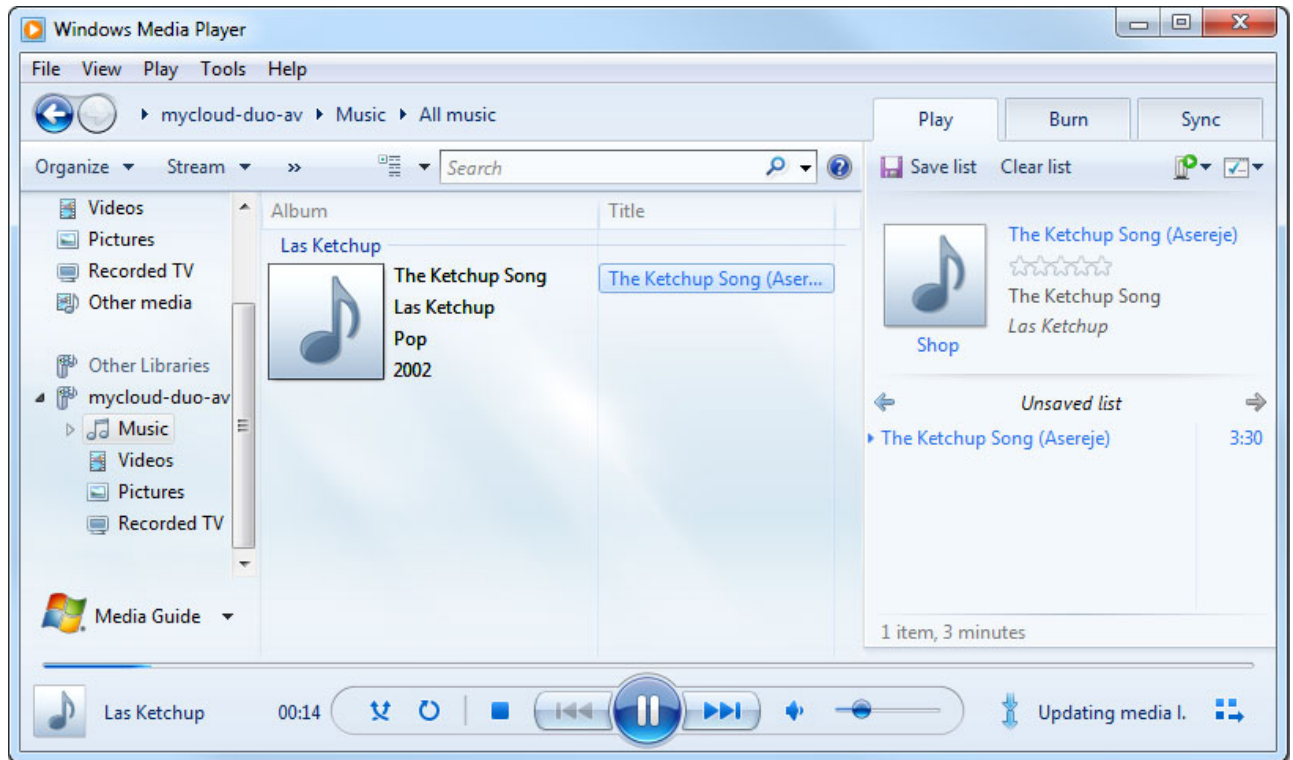 Windows Media Player
File View Play Tools Help
mycloud-duo-av Music All music
Play Burn Sync
Organize Stream » Search
Save list Clear list
Videos
Pictures
Recorded TV
Other media
Other Libraries
mycloud-duo-av
Music
Videos
Pictures
Recorded TV
Media Guide
Album Title
Las Ketchup
The Ketchup Song
Las Ketchup
Pop
2002
The Ketchup Song (Aser...
The Ketchup Song (Asereje)
The Ketchup Song
Las Ketchup
Shop
Unsaved list
The Ketchup Song (Asereje) 3:30
1 item, 3 minutes
Las Ketchup 00:14 Updating media l.